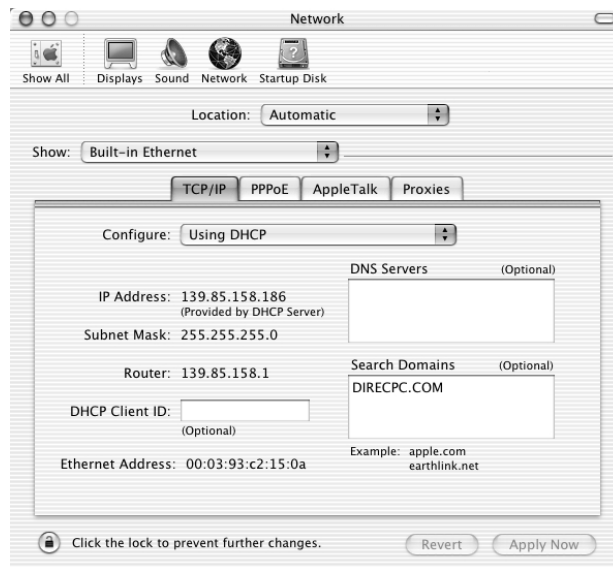 Network
Show All Displays Sound Network Startup Disk
Location: Automatic
Show: Built-in Ethernet
TCP/IP PPPoE AppleTalk Proxies
Configure: Using DHCP
DNS Servers (Optional)
IP Address: 139.85.158.186
(Provided by DHCP Server)
Subnet Mask: 255.255.255.0
Router: 139.85.158.1
Search Domains (Optional)
DIRECPC.COM
DHCP Client ID:
(Optional)
Example: apple.com
earthlink.net
Ethernet Address: 00:03:93:c2:15:0a
Click the lock to prevent further changes.
Revert Apply Now